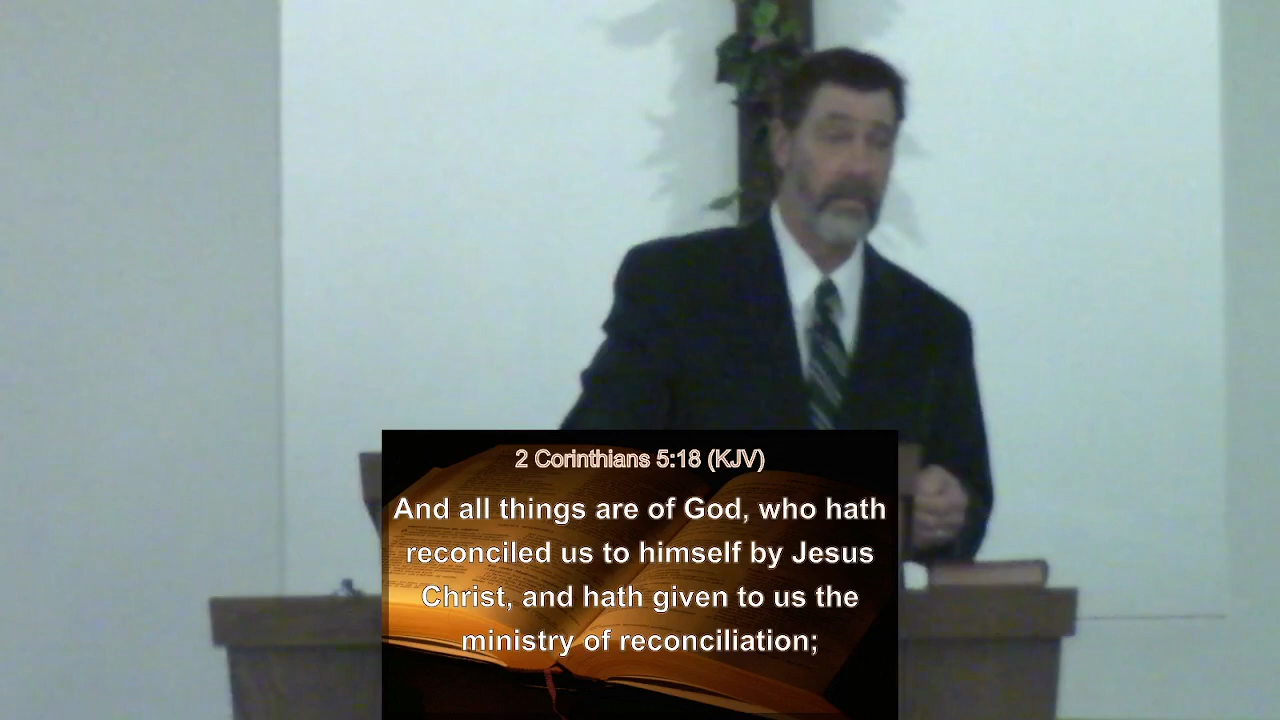 2 Corinthians 5:18 (KJV)
And all things are of God, who hath
reconciled us to himself by Jesus
Christ, and hath given to us the
ministry of reconciliation;